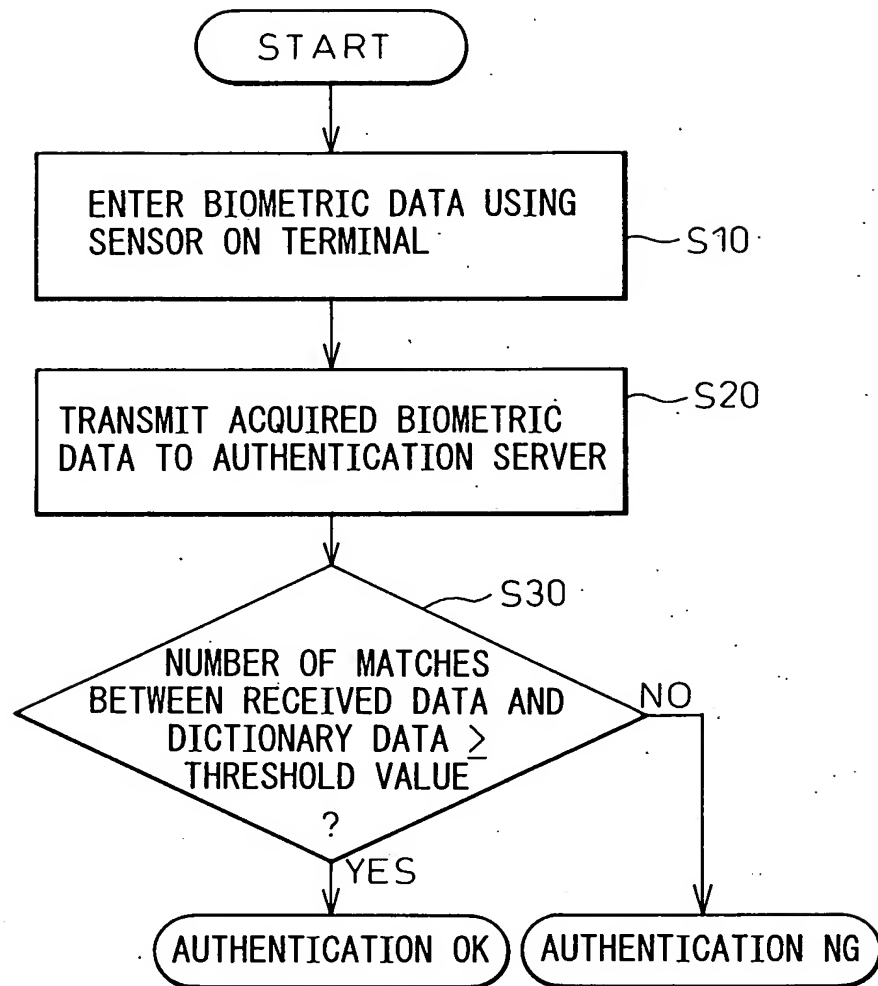 START
ENTER BIOMETRIC DATA USING
SENSOR ON TERMINAL
S10
TRANSMIT ACQUIRED BIOMETRIC
DATA TO AUTHENTICATION SERVER
S20
S30
NUMBER OF MATCHES
BETWEEN RECEIVED DATA AND
DICTIONARY DATA ≥
THRESHOLD VALUE
?
NO
YES
AUTHENTICATION OK
AUTHENTICATION NG